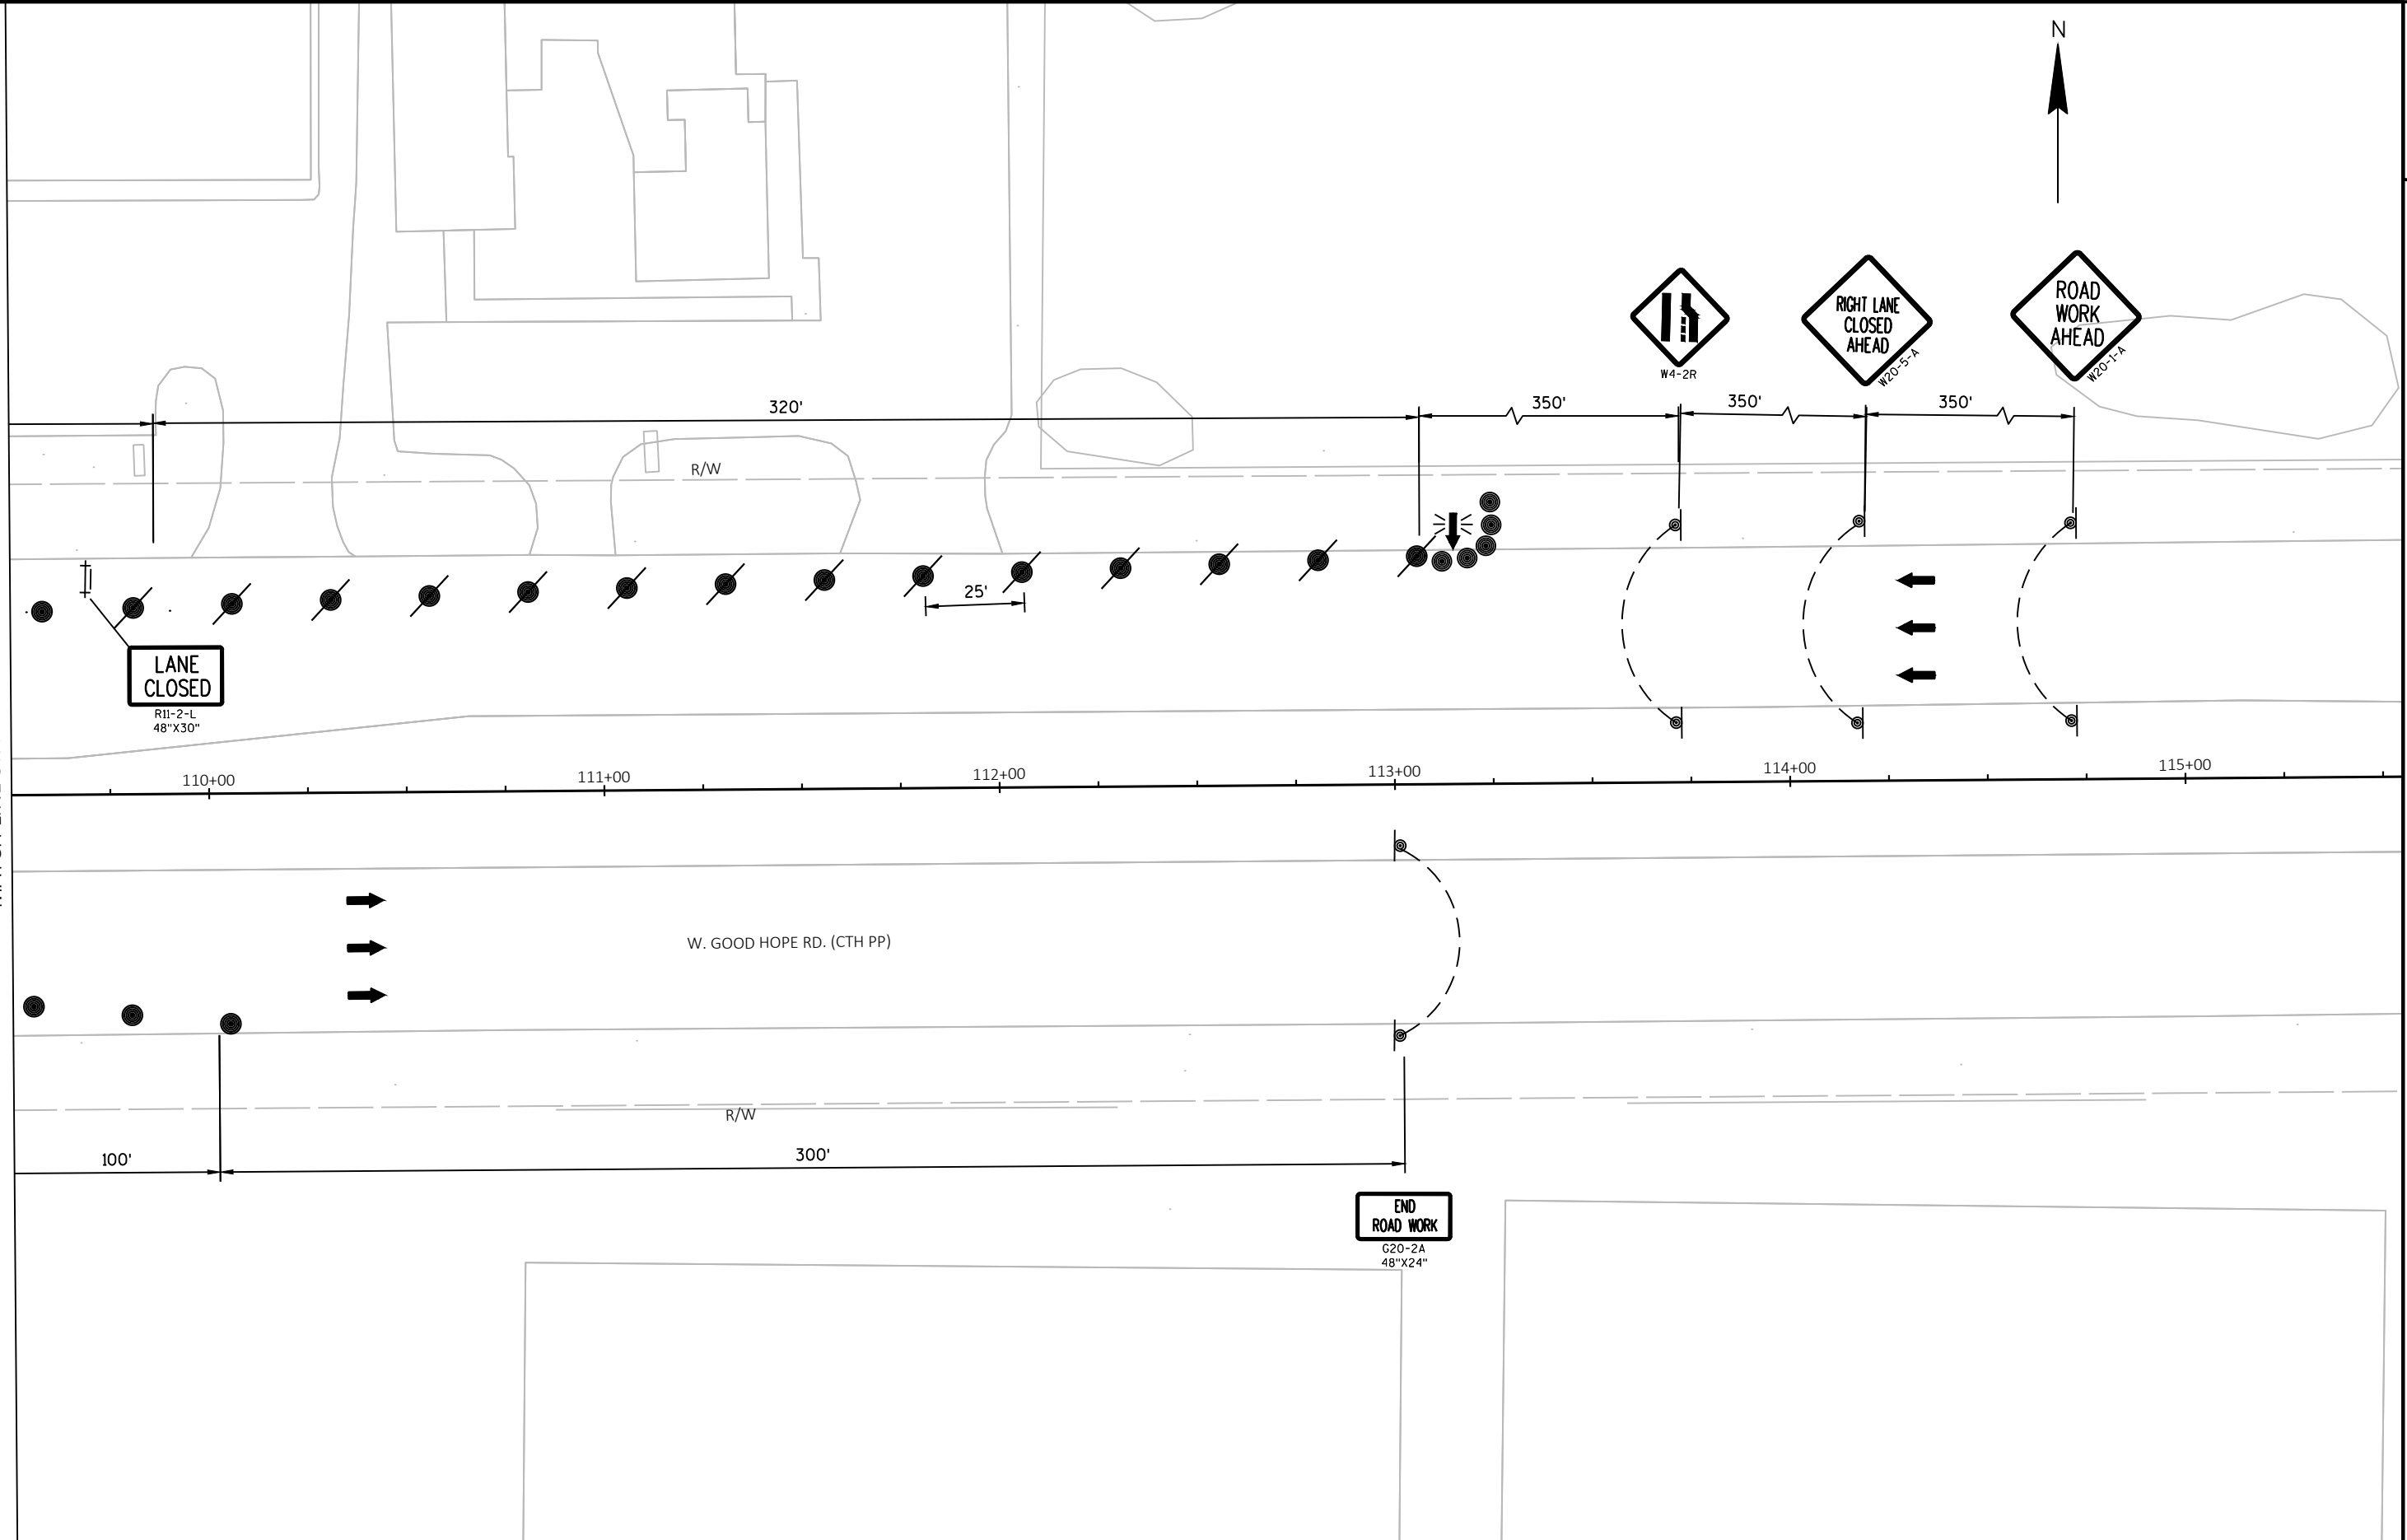 N
RIGHT LANE
CLOSED
AHEAD
W20-5-A
ROAD
WORK
AHEAD
W20-1-A
W4-2R
320'
350'
350'
350'
R/W
25'
LANE
CLOSED
R11-2-L
48"X30"
110+00
111+00
112+00
113+00
114+00
115+00
W. GOOD HOPE RD. (CTH PP)
R/W
100'
300'
END
ROAD WORK
G20-2A
48"X24"